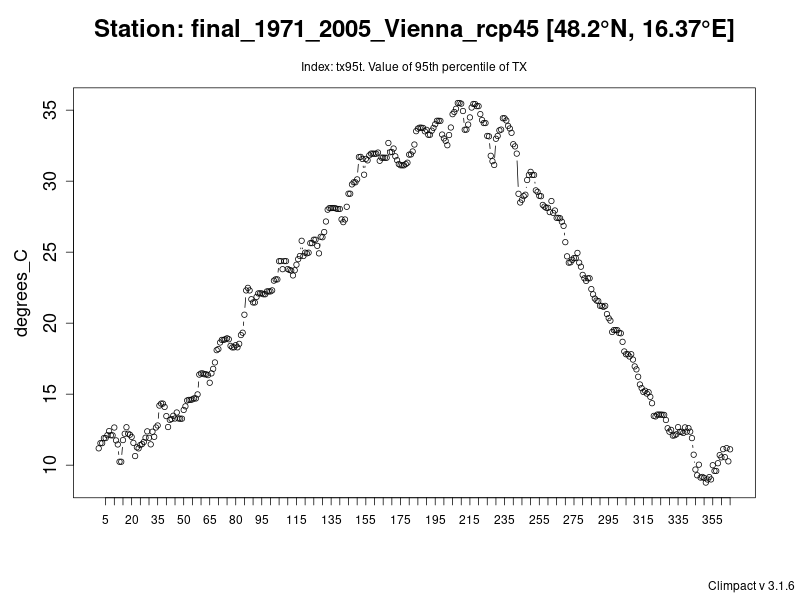 Station: final_1971_2005_Vienna_rcp45 [48.2°N, 16.37°E]
Index: tx95t. Value of 95th percentile of TX
35
30
25
20
15
10
degrees_C
5 20 35 50 65 80 95 115 135 155 175 195 215 235 255 275 295 315 335 355
Climpact v 3.1.6